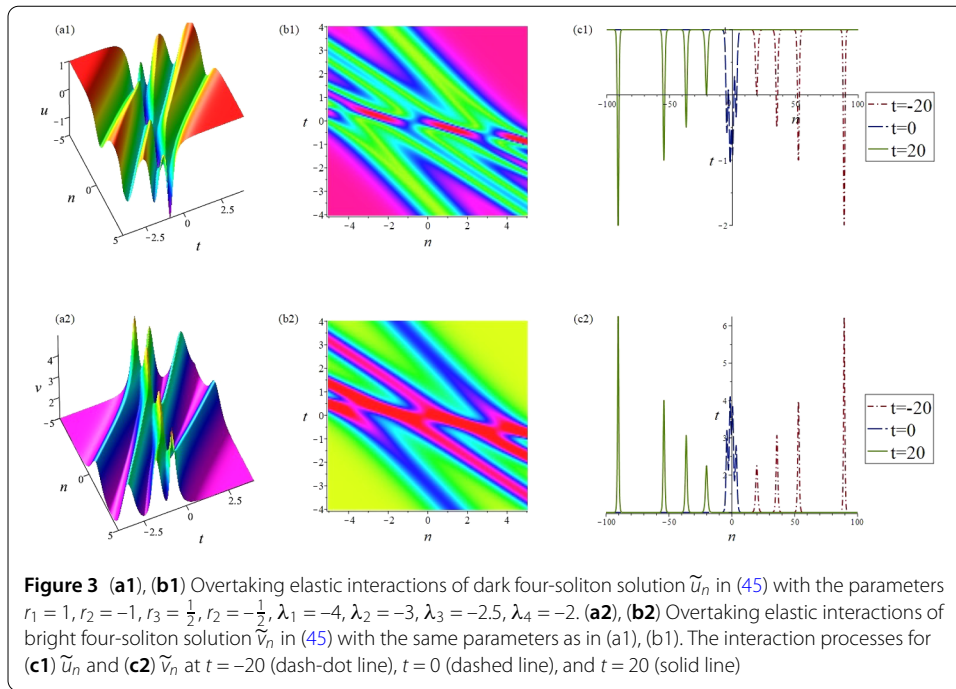 (a1)
1
0
-1
u
-5
0
n
5
-2.5
0
2.5
t
(b1)
4
3
2
1
t 0
-1
-2
-3
-4
-4 -2 0 2 4
n
(c1)
-100 -50 0 50 100
n
t
-1
-2
t=-20
t=0
t=20
(a2)
4
3
2
v
-5
0
n
5
-2.5
0
2.5
t
(b2)
4
3
2
1
t 0
-1
-2
-3
-4
-4 -2 0 2 4
n
(c2)
6
5
t
3
2
-100 -50 0 50 100
n
t=-20
t=0
t=20
Figure 3 (a1), (b1) Overtaking elastic interactions of dark four-soliton solution ũₙ in (45) with the parameters
r₁ = 1, r₂ = –1, r₃ = 1/2, r₂ = –1/2, λ₁ = –4, λ₂ = –3, λ₃ = –2.5, λ₄ = –2. (a2), (b2) Overtaking elastic interactions of
bright four-soliton solution ṽₙ in (45) with the same parameters as in (a1), (b1). The interaction processes for
(c1) ũₙ and (c2) ṽₙ at t = –20 (dash-dot line), t = 0 (dashed line), and t = 20 (solid line)